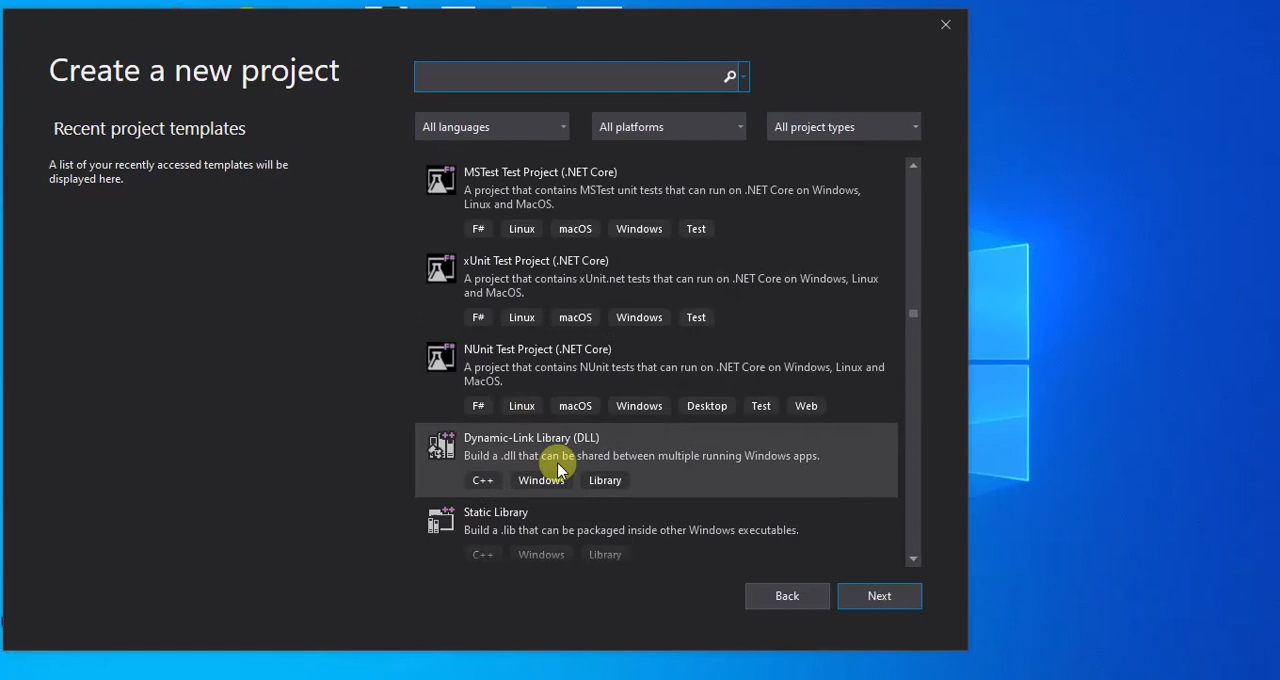 Create a new project
Recent project templates
A list of your recently accessed templates will be
displayed here.
All languages
All platforms
All project types
MSTest Test Project (.NET Core)
A project that contains MSTest unit tests that can run on .NET Core on Windows,
Linux and MacOS.
F# Linux macOS Windows Test
xUnit Test Project (.NET Core)
A project that contains xUnit.net tests that can run on .NET Core on Windows, Linux
and MacOS.
F# Linux macOS Windows Test
NUnit Test Project (.NET Core)
A project that contains NUnit tests that can run on .NET Core on Windows, Linux and
MacOS.
F# Linux macOS Windows Desktop Test Web
Dynamic-Link Library (DLL)
Build a .dll that can be shared between multiple running Windows apps.
C++ Windows Library
Static Library
Build a .lib that can be packaged inside other Windows executables.
C++ Windows Library
Back
Next